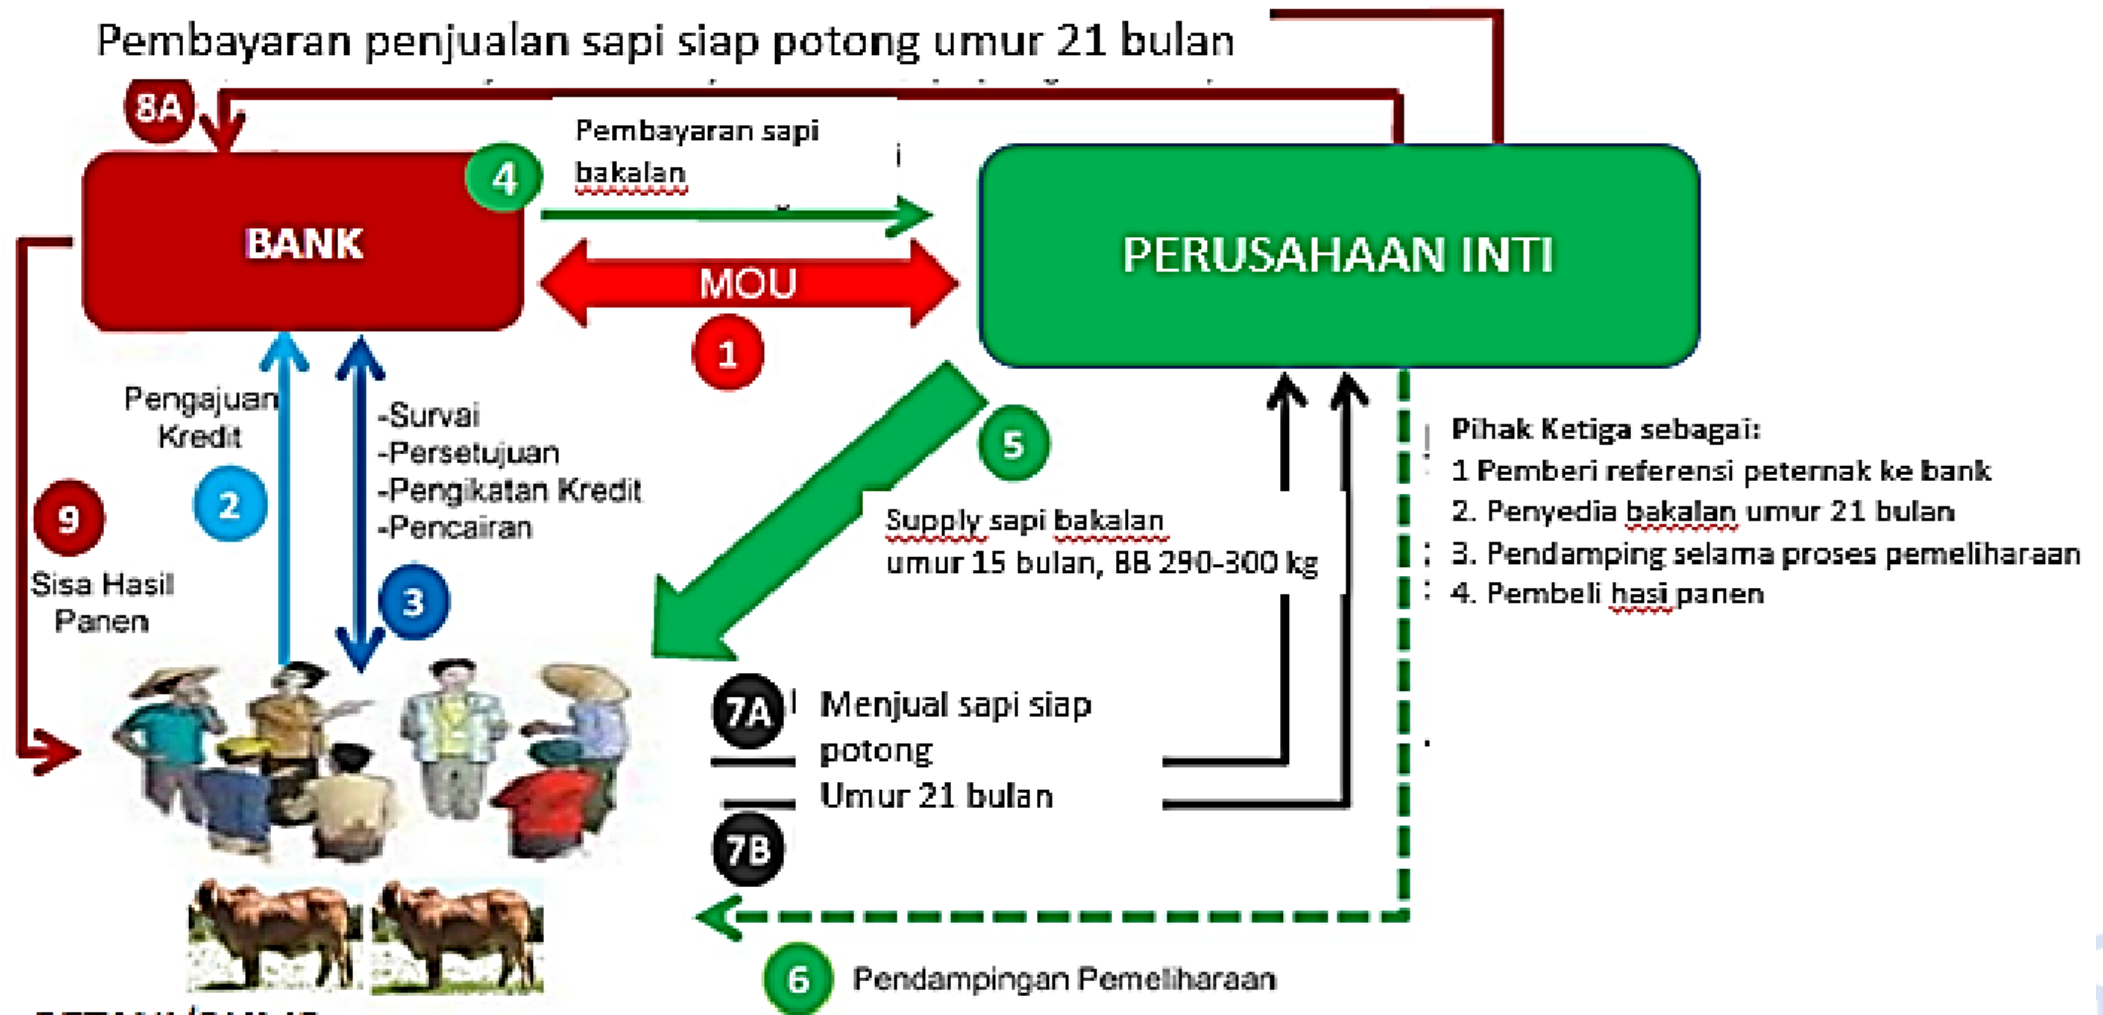 Pembayaran penjualan sapi siap potong umur 21 bulan
8A
Pembayaran sapi
bakalan
4
BANK
PERUSAHAAN INTI
MOU
1
Pengajuan
Kredit
2
-Survai
-Persetujuan
-Pengikatan Kredit
-Pencairan
3
9
Sisa Hasil
Panen
5
Supply sapi bakalan
umur 15 bulan, BB 290-300 kg
Pihak Ketiga sebagai:
1 Pemberi referensi peternak ke bank
2. Penyedia bakalan umur 21 bulan
3. Pendamping selama proses pemeliharaan
4. Pembeli hasi panen
7A
Menjual sapi siap
potong
Umur 21 bulan
7B
6
Pendampingan Pemeliharaan